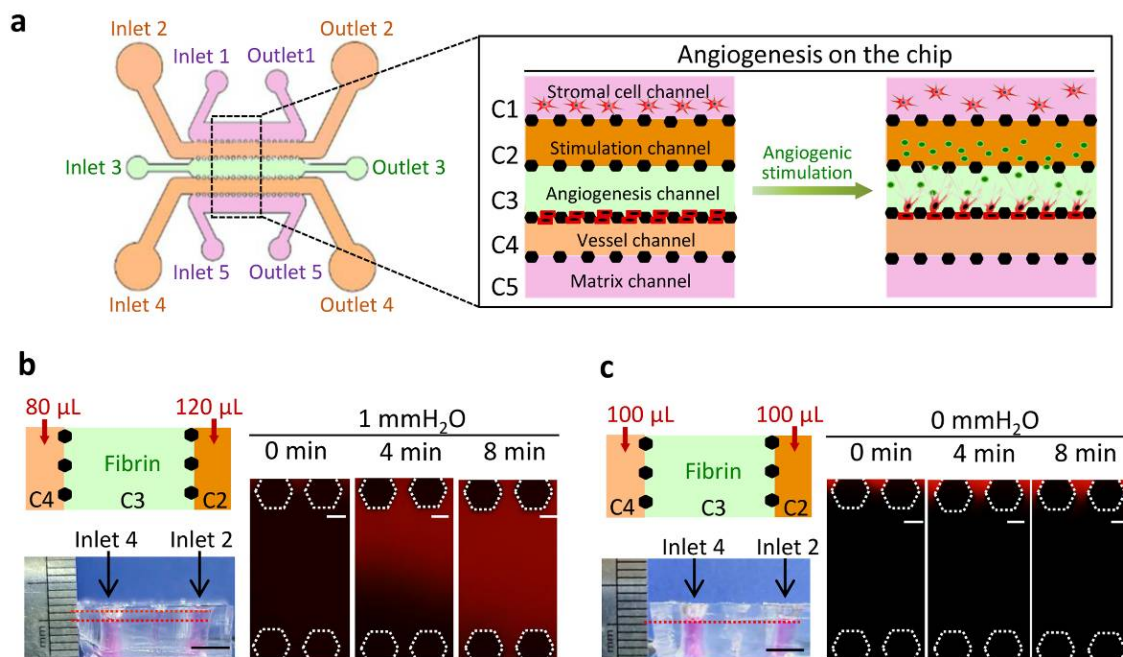 a
Inlet 2
Outlet 2
Inlet 1
Outlet1
Inlet 3
Outlet 3
Inlet 5
Outlet 5
Inlet 4
Outlet 4
Angiogenesis on the chip
C1
Stromal cell channel
C2
Stimulation channel
C3
Angiogenesis channel
C4
Vessel channel
C5
Matrix channel
Angiogenic
stimulation
b
80 µL
120 µL
Fibrin
C4
C3
C2
Inlet 4
Inlet 2
mm
1 mmH₂O
0 min
4 min
8 min
c
100 µL
100 µL
Fibrin
C4
C3
C2
Inlet 4
Inlet 2
0 mmH₂O
0 min
4 min
8 min